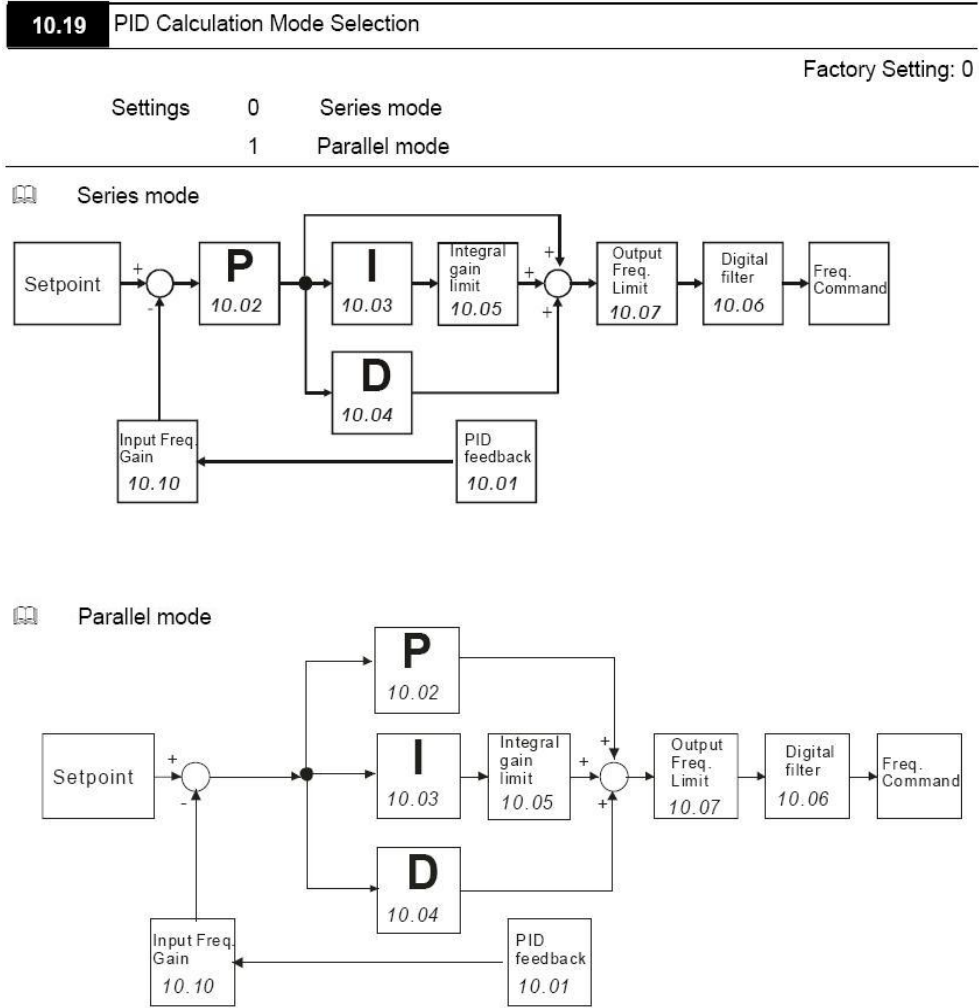 10.19 PID Calculation Mode Selection
Factory Setting: 0
Settings 0 Series mode
1 Parallel mode
Series mode
Setpoint
+
-
P
10.02
I
10.03
Integral
gain
limit
10.05
+
+
+
Output
Freq.
Limit
10.07
Digital
filter
10.06
Freq.
Command
D
10.04
Input Freq.
Gain
10.10
PID
feedback
10.01
Parallel mode
P
10.02
Setpoint
+
-
I
10.03
Integral
gain
limit
10.05
+
+
+
Output
Freq.
Limit
10.07
Digital
filter
10.06
Freq.
Command
D
10.04
Input Freq.
Gain
10.10
PID
feedback
10.01